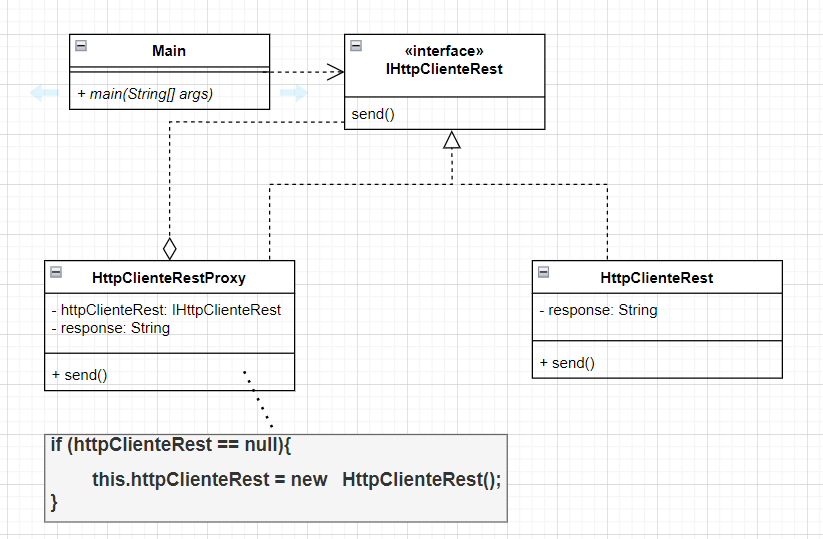 Main
+ main(String[] args)
«interface»
IHttpClienteRest
send()
HttpClienteRestProxy
- httpClienteRest: IHttpClienteRest
- response: String
+ send()
HttpClienteRest
- response: String
+ send()
if (httpClienteRest == null){
this.httpClienteRest = new HttpClienteRest();
}